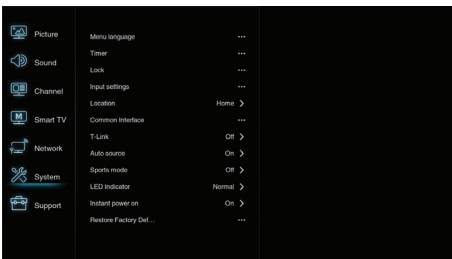 Picture
Sound
Channel
M
Smart TV
Network
System
Support
Menu language ...
Timer ...
Lock ...
Input settings ...
Location Home >
Common Interface ...
T-Link Off >
Auto source On >
Sports mode Off >
LED Indicator Normal >
Instant power on On >
Restore Factory Def... ...